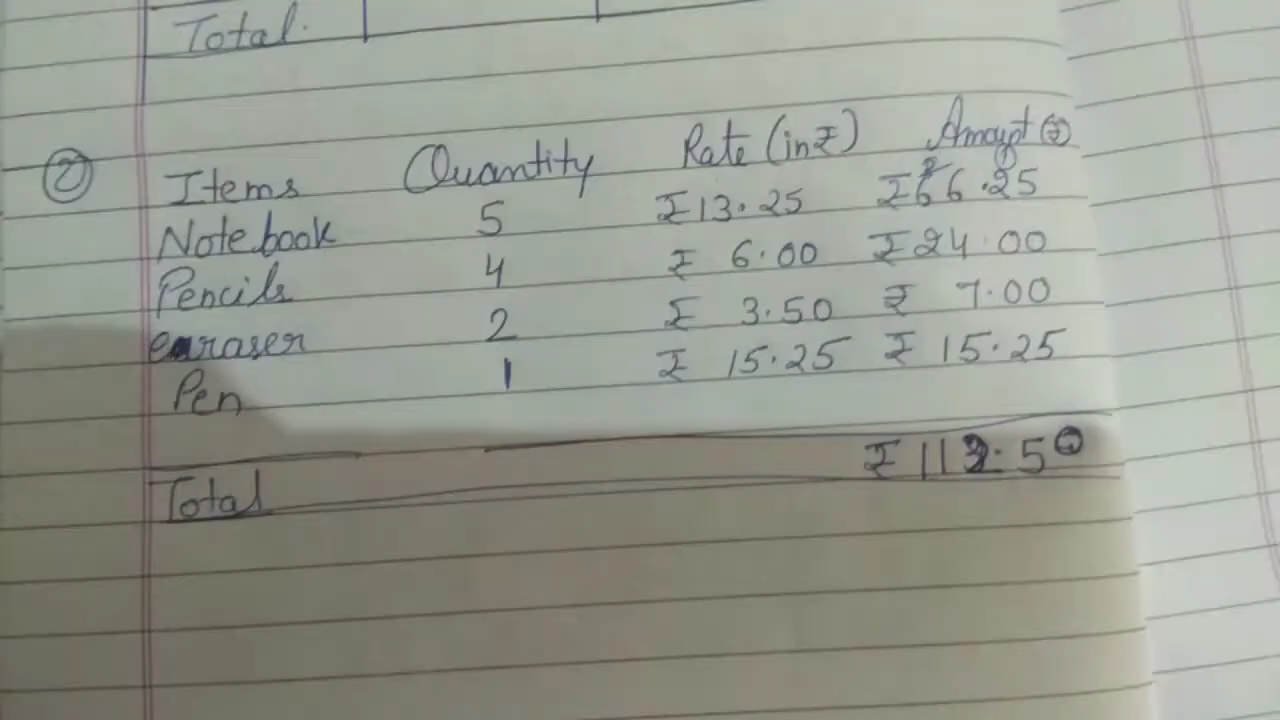 Total.
② Items Quantity Rate (in ₹) Amount (₹)
Notebook 5 ₹13.25 ₹66.25
Pencils 4 ₹ 6.00 ₹24.00
eraser 2 ₹ 3.50 ₹ 7.00
Pen 1 ₹ 15.25 ₹ 15.25
Total ₹112.50